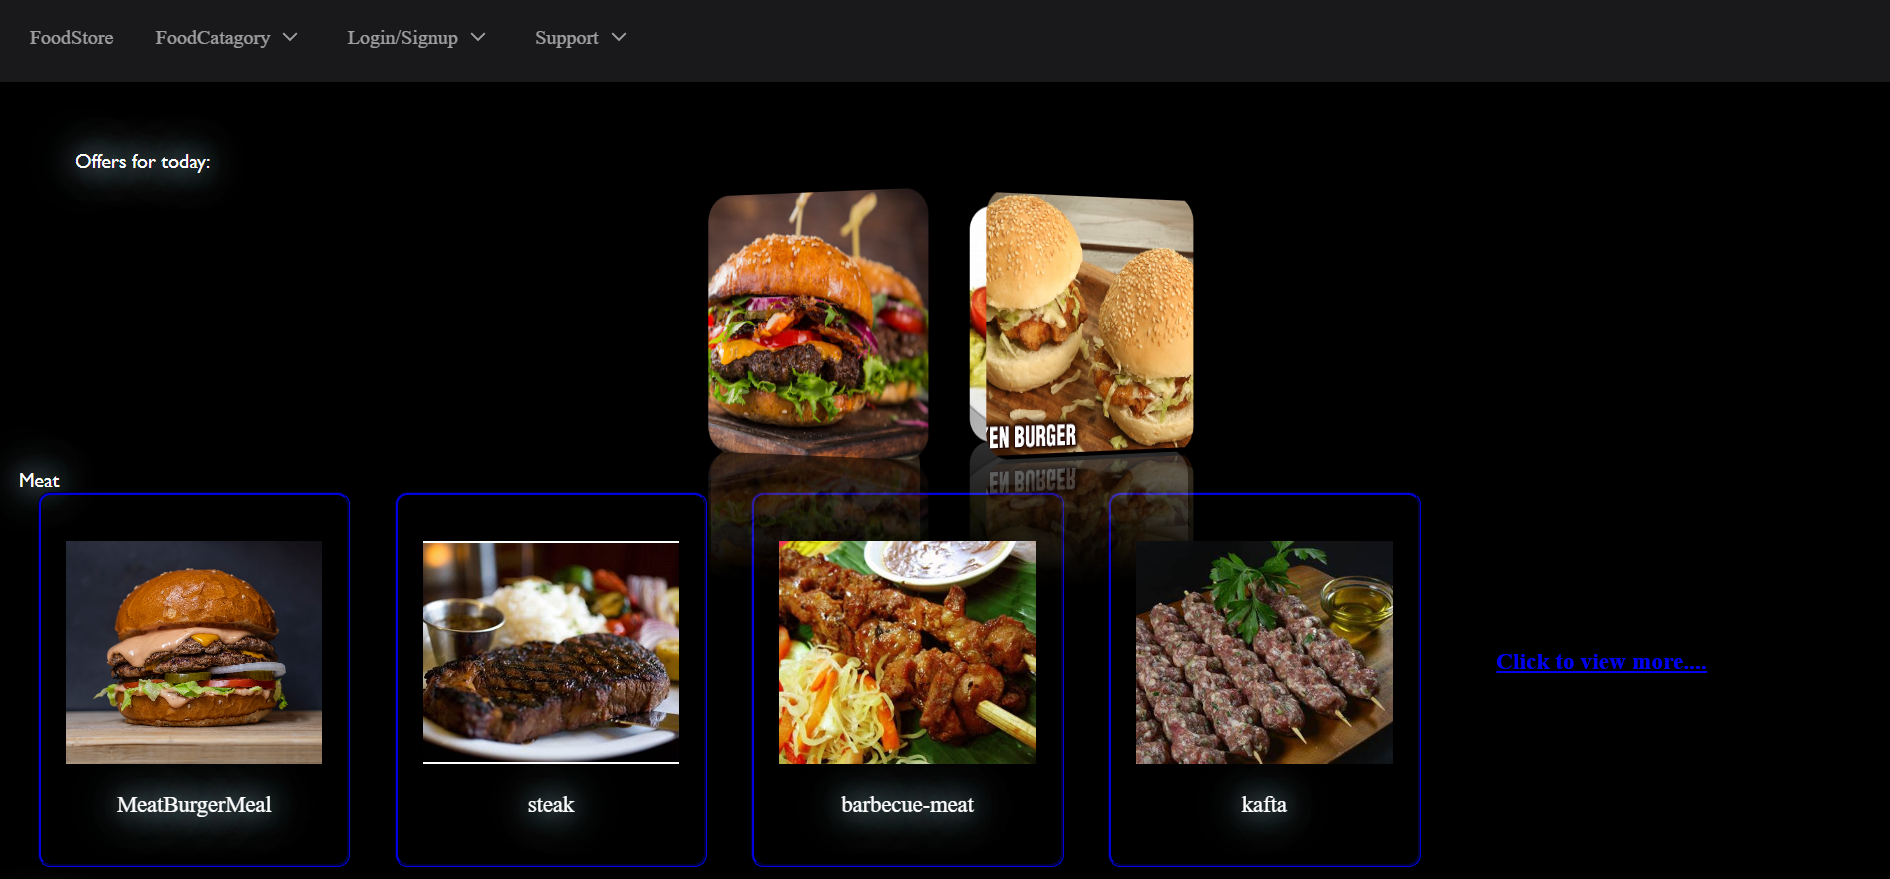 FoodStore FoodCatagory Login/Signup Support
Offers for today:
EN BURGER
Meat
Click to view more....
MeatBurgerMeal steak barbecue-meat kafta